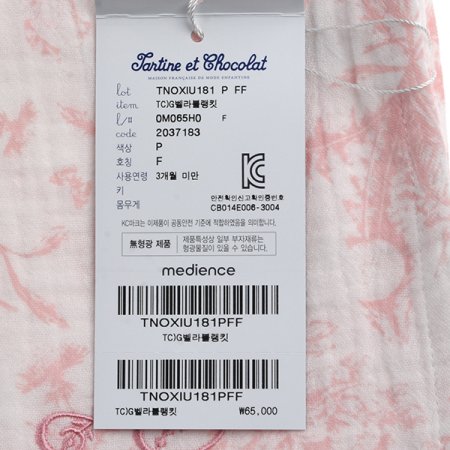 Tartine et Chocolat
MAISON FRANÇAISE DE MODE ENFANTINE
lot TNOXIU181 P FF
item TC)G벨라블랭킷
l/# 0M065H0 F
code 2037183
색상 P
호칭 F
사용연령 3개월 미만
키
몸무게
안전확인신고확인증번호
CB014E006-3004
KC마크는 이제품이 공통안전 기준에 적합하였음을 의미합니다.
無형광 제품
제품특성상 일부 부자재류는
형광물질이 있을 수 있습니다.
medience
TNOXIU181PFF
TC)G벨라블랭킷
TNOXIU181PFF
TC)G벨라블랭킷 ₩65,000